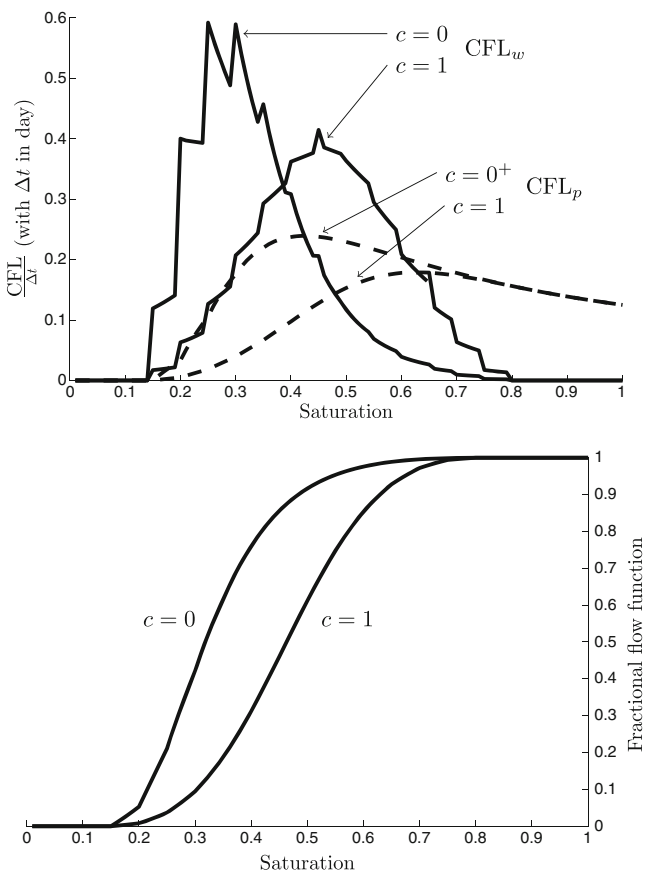 0.6
0.5
0.4
0.3
0.2
0.1
0
CFL/Δt (with Δt in day)
c = 0
c = 1
CFL_w
c = 0⁺
c = 1
CFL_p
0 0.1 0.2 0.3 0.4 0.5 0.6 0.7 0.8 0.9 1
Saturation
1
0.9
0.8
0.7
0.6
0.5
0.4
0.3
0.2
0.1
0
Fractional flow function
c = 0
c = 1
0 0.1 0.2 0.3 0.4 0.5 0.6 0.7 0.8 0.9 1
Saturation